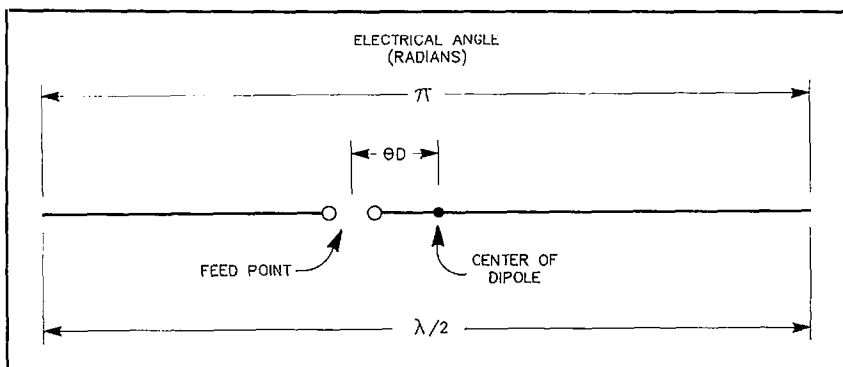 ELECTRICAL ANGLE
(RADIANS)
π
θD
FEED POINT
CENTER OF
DIPOLE
λ/2